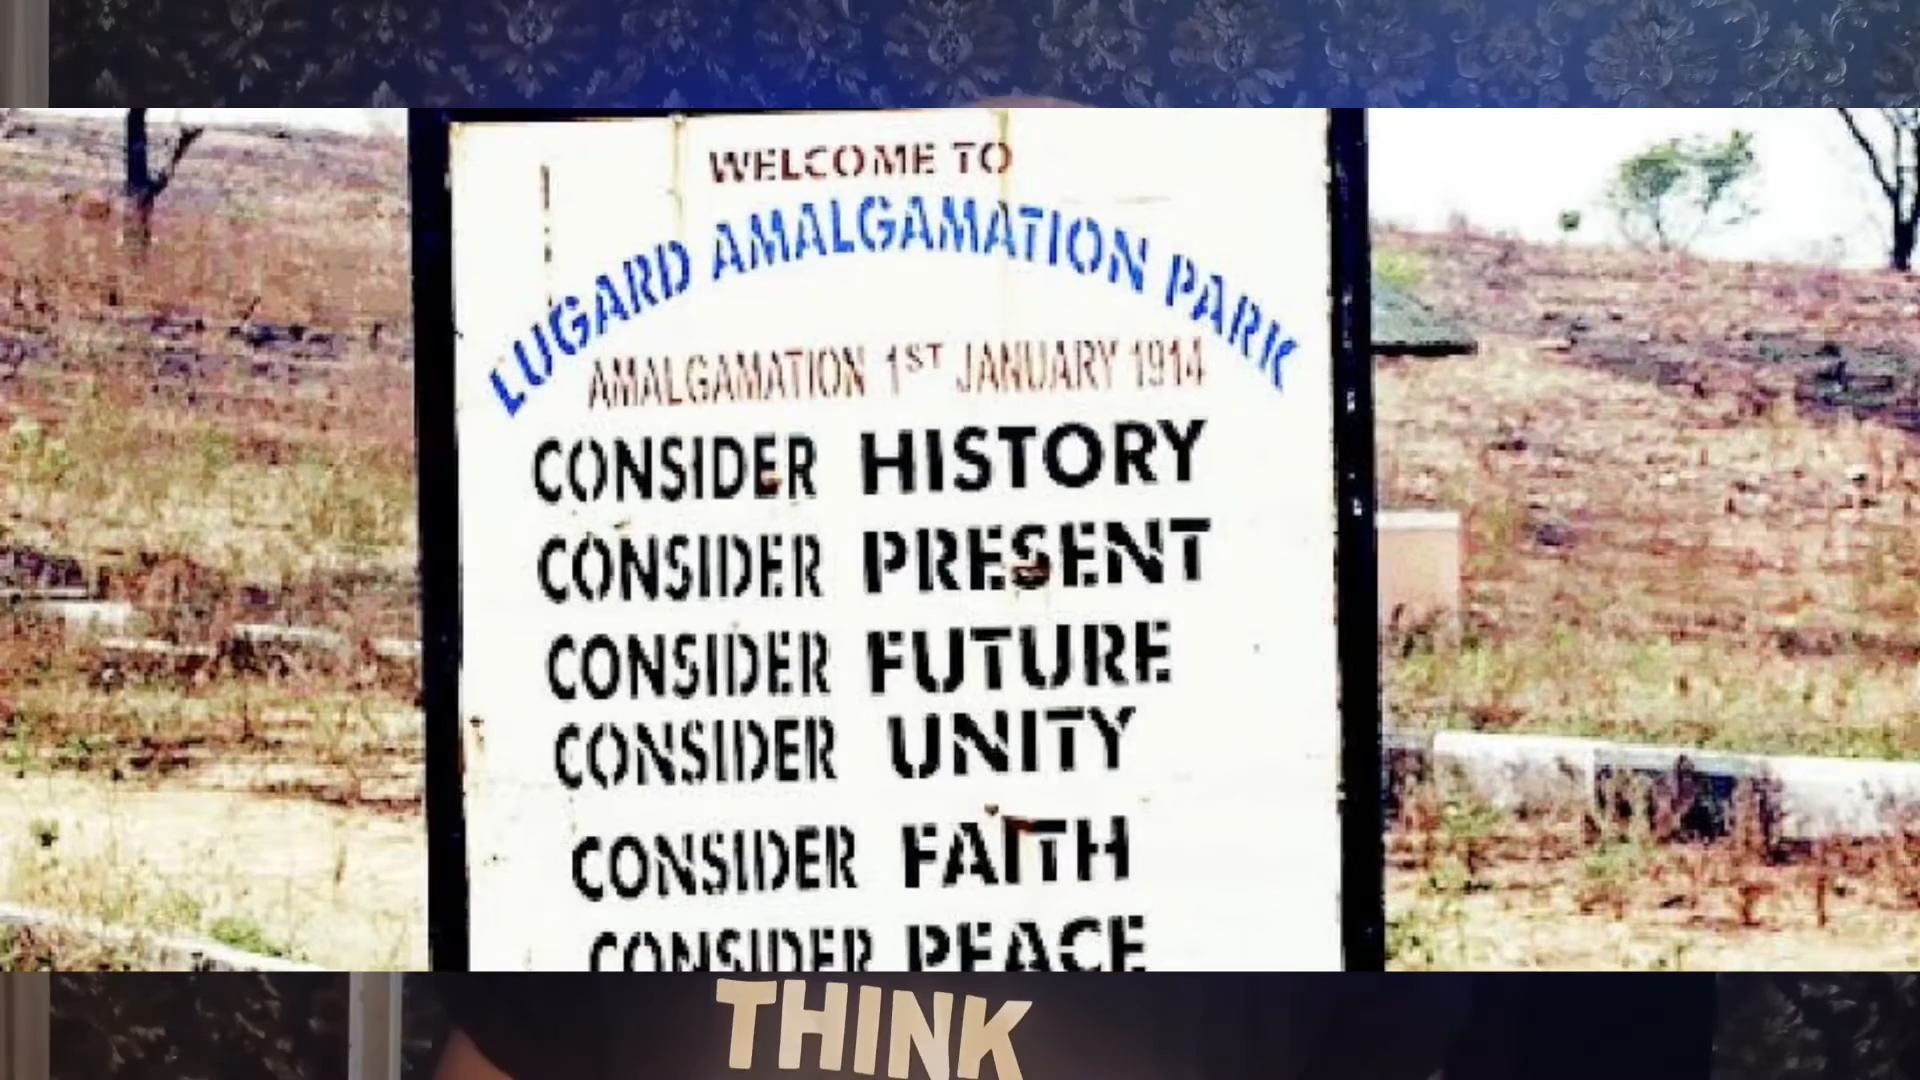 WELCOME TO
LUGARD AMALGAMATION PARK
AMALGAMATION 1ST JANUARY 1914
CONSIDER HISTORY
CONSIDER PRESENT
CONSIDER FUTURE
CONSIDER UNITY
CONSIDER FAITH
CONSIDER PEACE
THINK